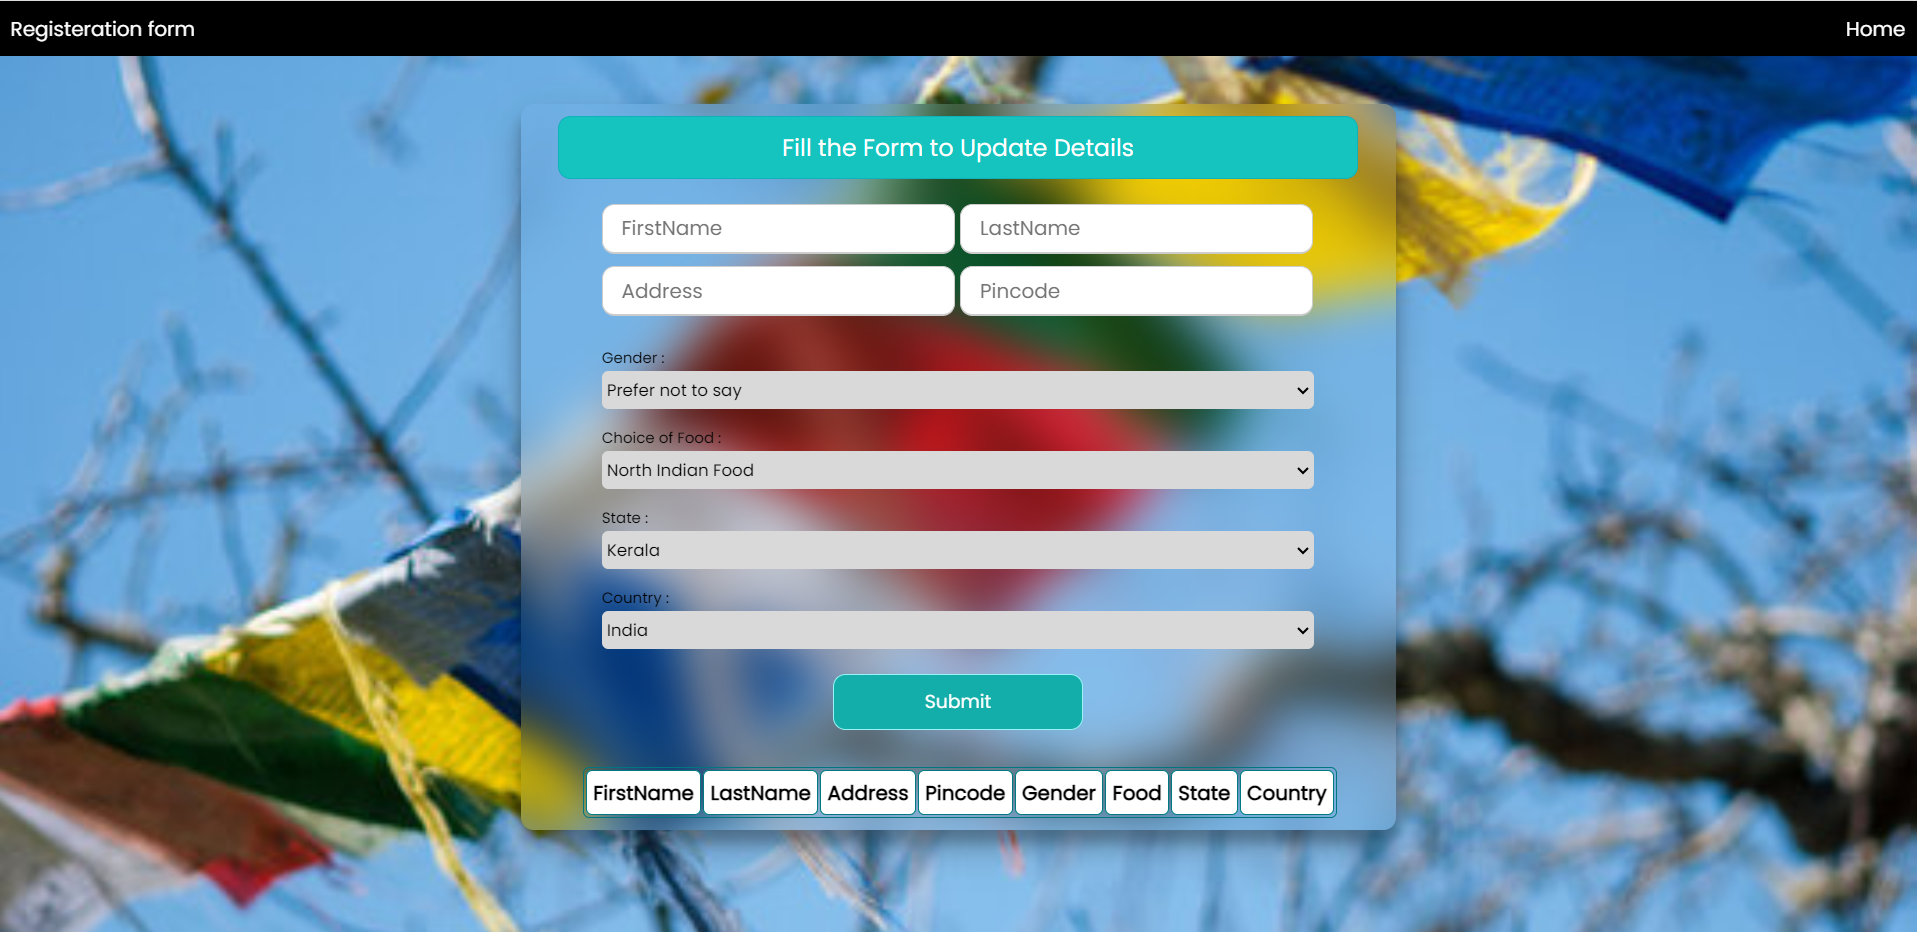 Registeration form
Home
Fill the Form to Update Details
FirstName
LastName
Address
Pincode
Gender :
Prefer not to say
Choice of Food :
North Indian Food
State :
Kerala
Country :
India
Submit
FirstName LastName Address Pincode Gender Food State Country